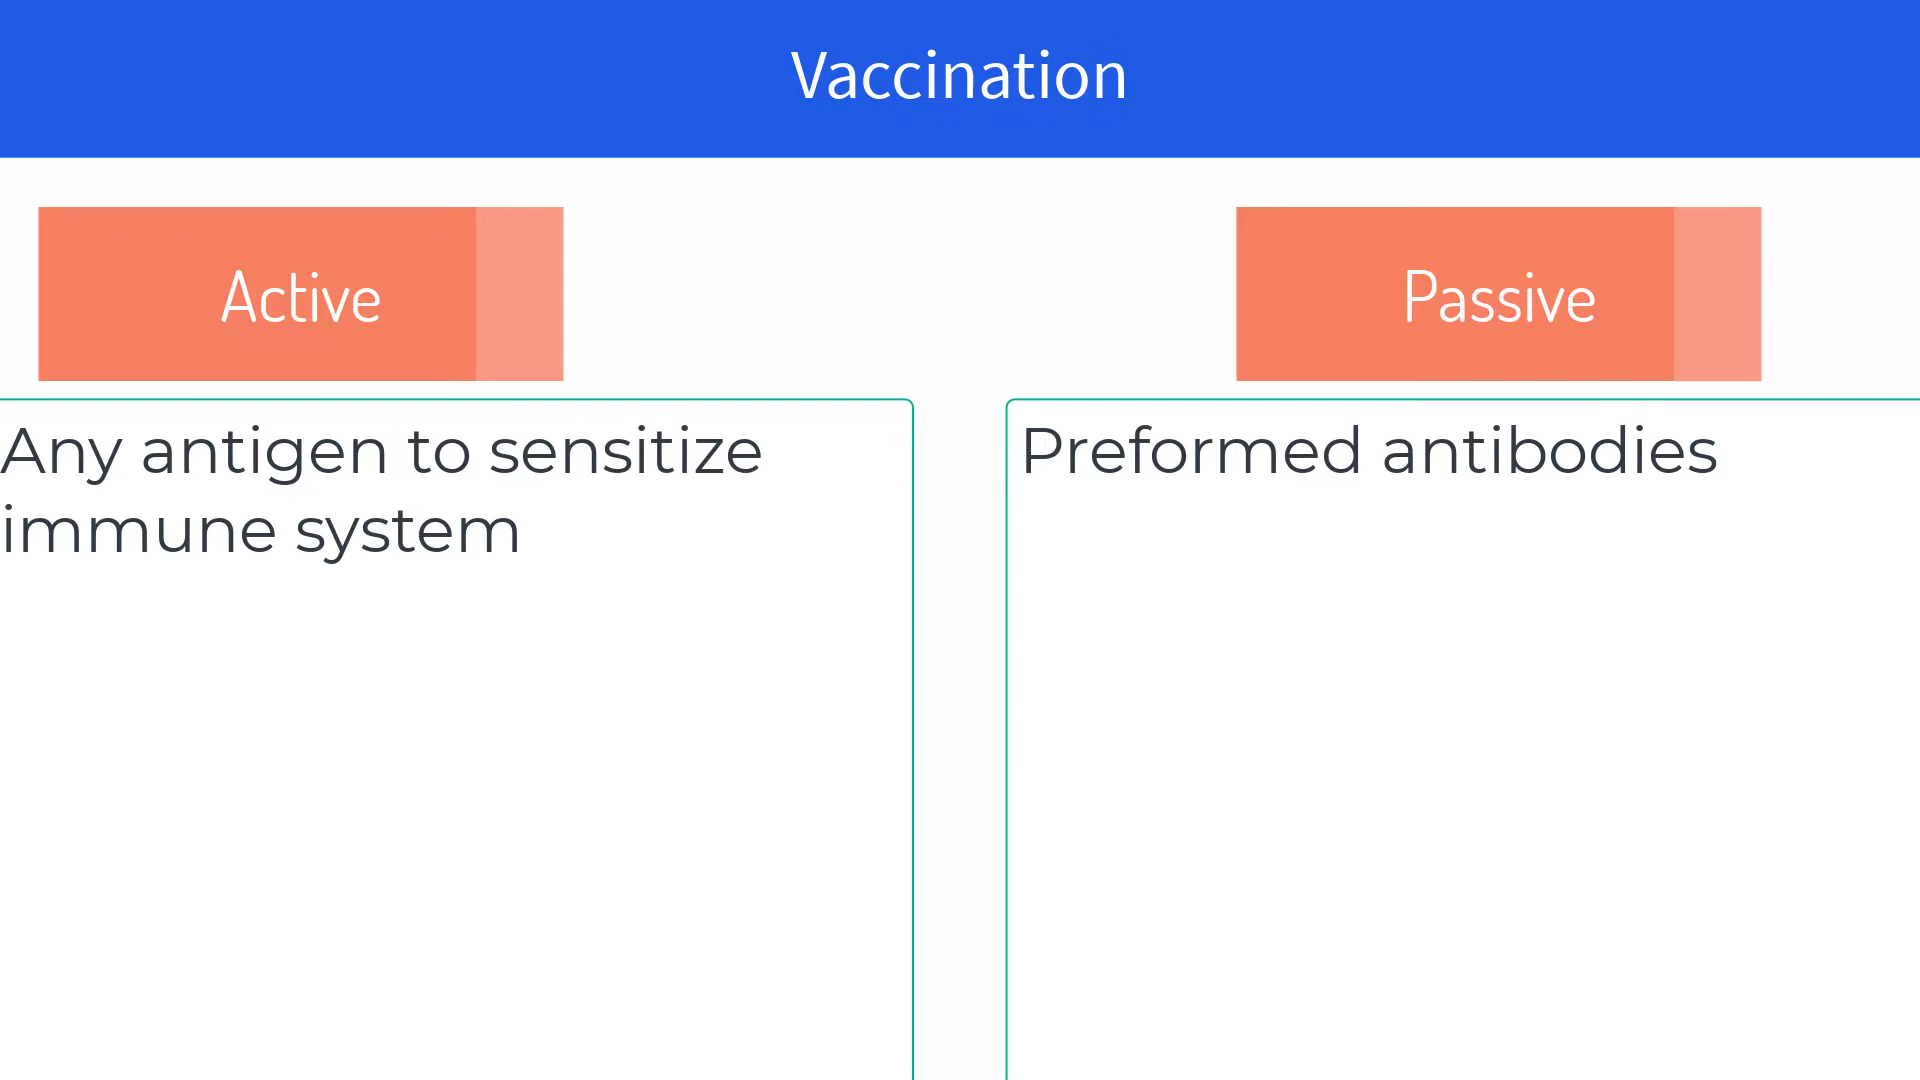 Vaccination
Active
Passive
Any antigen to sensitize
immune system
Preformed antibodies